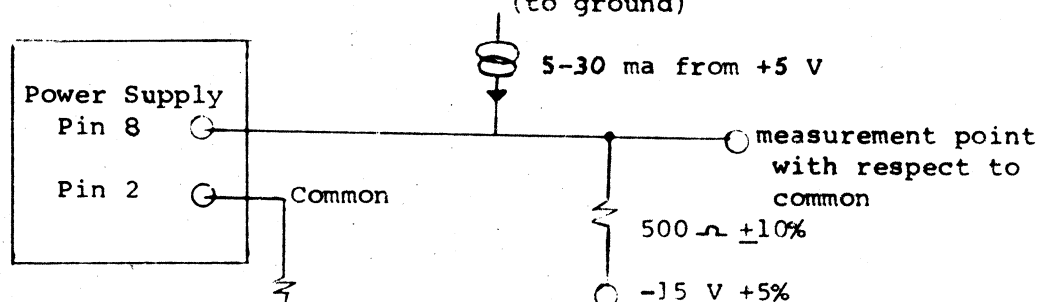 (to ground)
5-30 ma from +5 V
Power Supply
Pin 8
measurement point
with respect to
common
Pin 2
Common
500 Ω ±10%
-15 V +5%